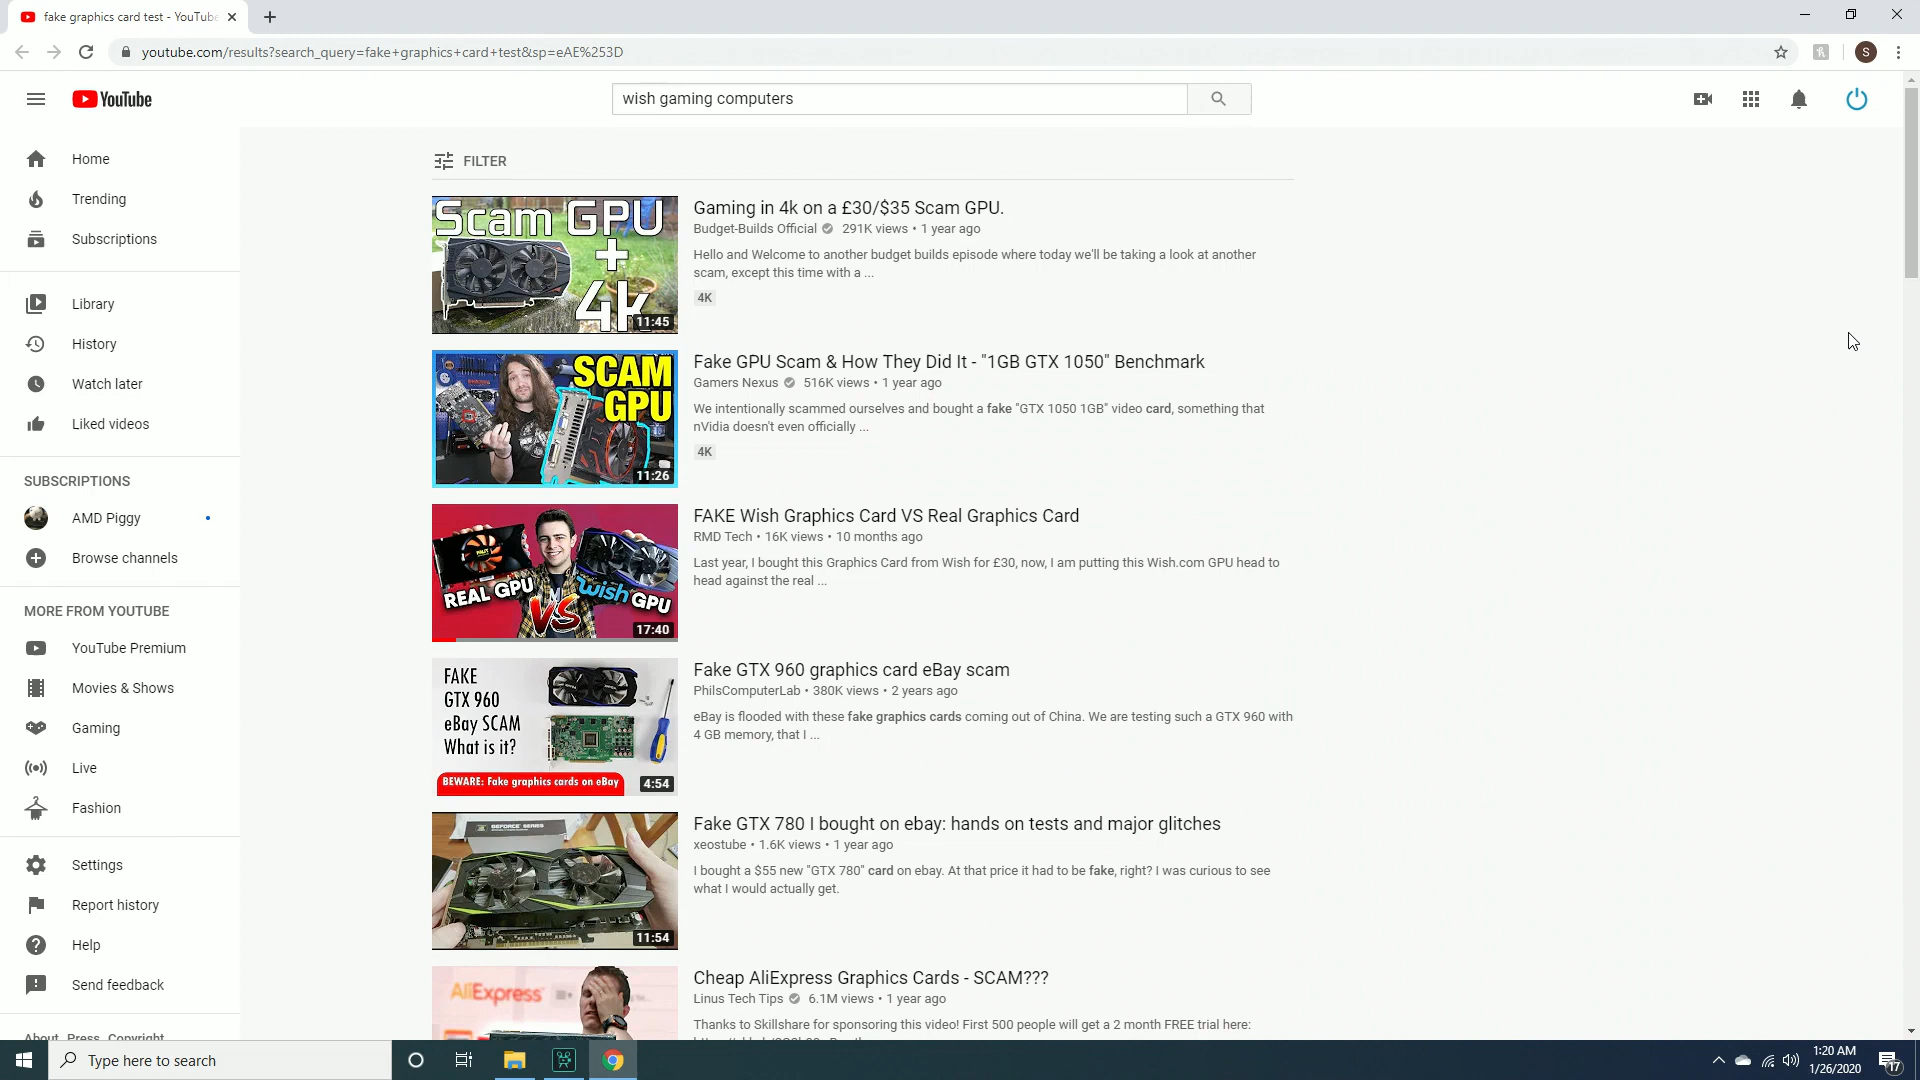 fake graphics card test - YouTube
youtube.com/results?search_query=fake+graphics+card+test&sp=eAE%253D
S
YouTube
wish gaming computers
Home
Trending
Subscriptions
Library
History
Watch later
Liked videos
SUBSCRIPTIONS
AMD Piggy
Browse channels
MORE FROM YOUTUBE
YouTube Premium
Movies & Shows
Gaming
Live
Fashion
Settings
Report history
Help
Send feedback
About Press Copyright
FILTER
Scam GPU
+
4k
11:45
Gaming in 4k on a £30/$35 Scam GPU.
Budget-Builds Official 291K views • 1 year ago
Hello and Welcome to another budget builds episode where today we'll be taking a look at another
scam, except this time with a ...
4K
SCAM
GPU
11:26
Fake GPU Scam & How They Did It - "1GB GTX 1050" Benchmark
Gamers Nexus 516K views • 1 year ago
We intentionally scammed ourselves and bought a fake "GTX 1050 1GB" video card, something that
nVidia doesn't even officially ...
4K
REAL GPU
VS
wish GPU
17:40
FAKE Wish Graphics Card VS Real Graphics Card
RMD Tech • 16K views • 10 months ago
Last year, I bought this Graphics Card from Wish for £30, now, I am putting this Wish.com GPU head to
head against the real ...
FAKE
GTX 960
eBay SCAM
What is it?
BEWARE: Fake graphics cards on eBay
4:54
Fake GTX 960 graphics card eBay scam
PhilsComputerLab • 380K views • 2 years ago
eBay is flooded with these fake graphics cards coming out of China. We are testing such a GTX 960 with
4 GB memory, that I ...
GEFORCE SERIES
11:54
Fake GTX 780 I bought on ebay: hands on tests and major glitches
xeostube • 1.6K views • 1 year ago
I bought a $55 new "GTX 780" card on ebay. At that price it had to be fake, right? I was curious to see
what I would actually get.
AliExpress
Cheap AliExpress Graphics Cards - SCAM???
Linus Tech Tips 6.1M views • 1 year ago
Thanks to Skillshare for sponsoring this video! First 500 people will get a 2 month FREE trial here:
Type here to search
1:20 AM
1/26/2020
17